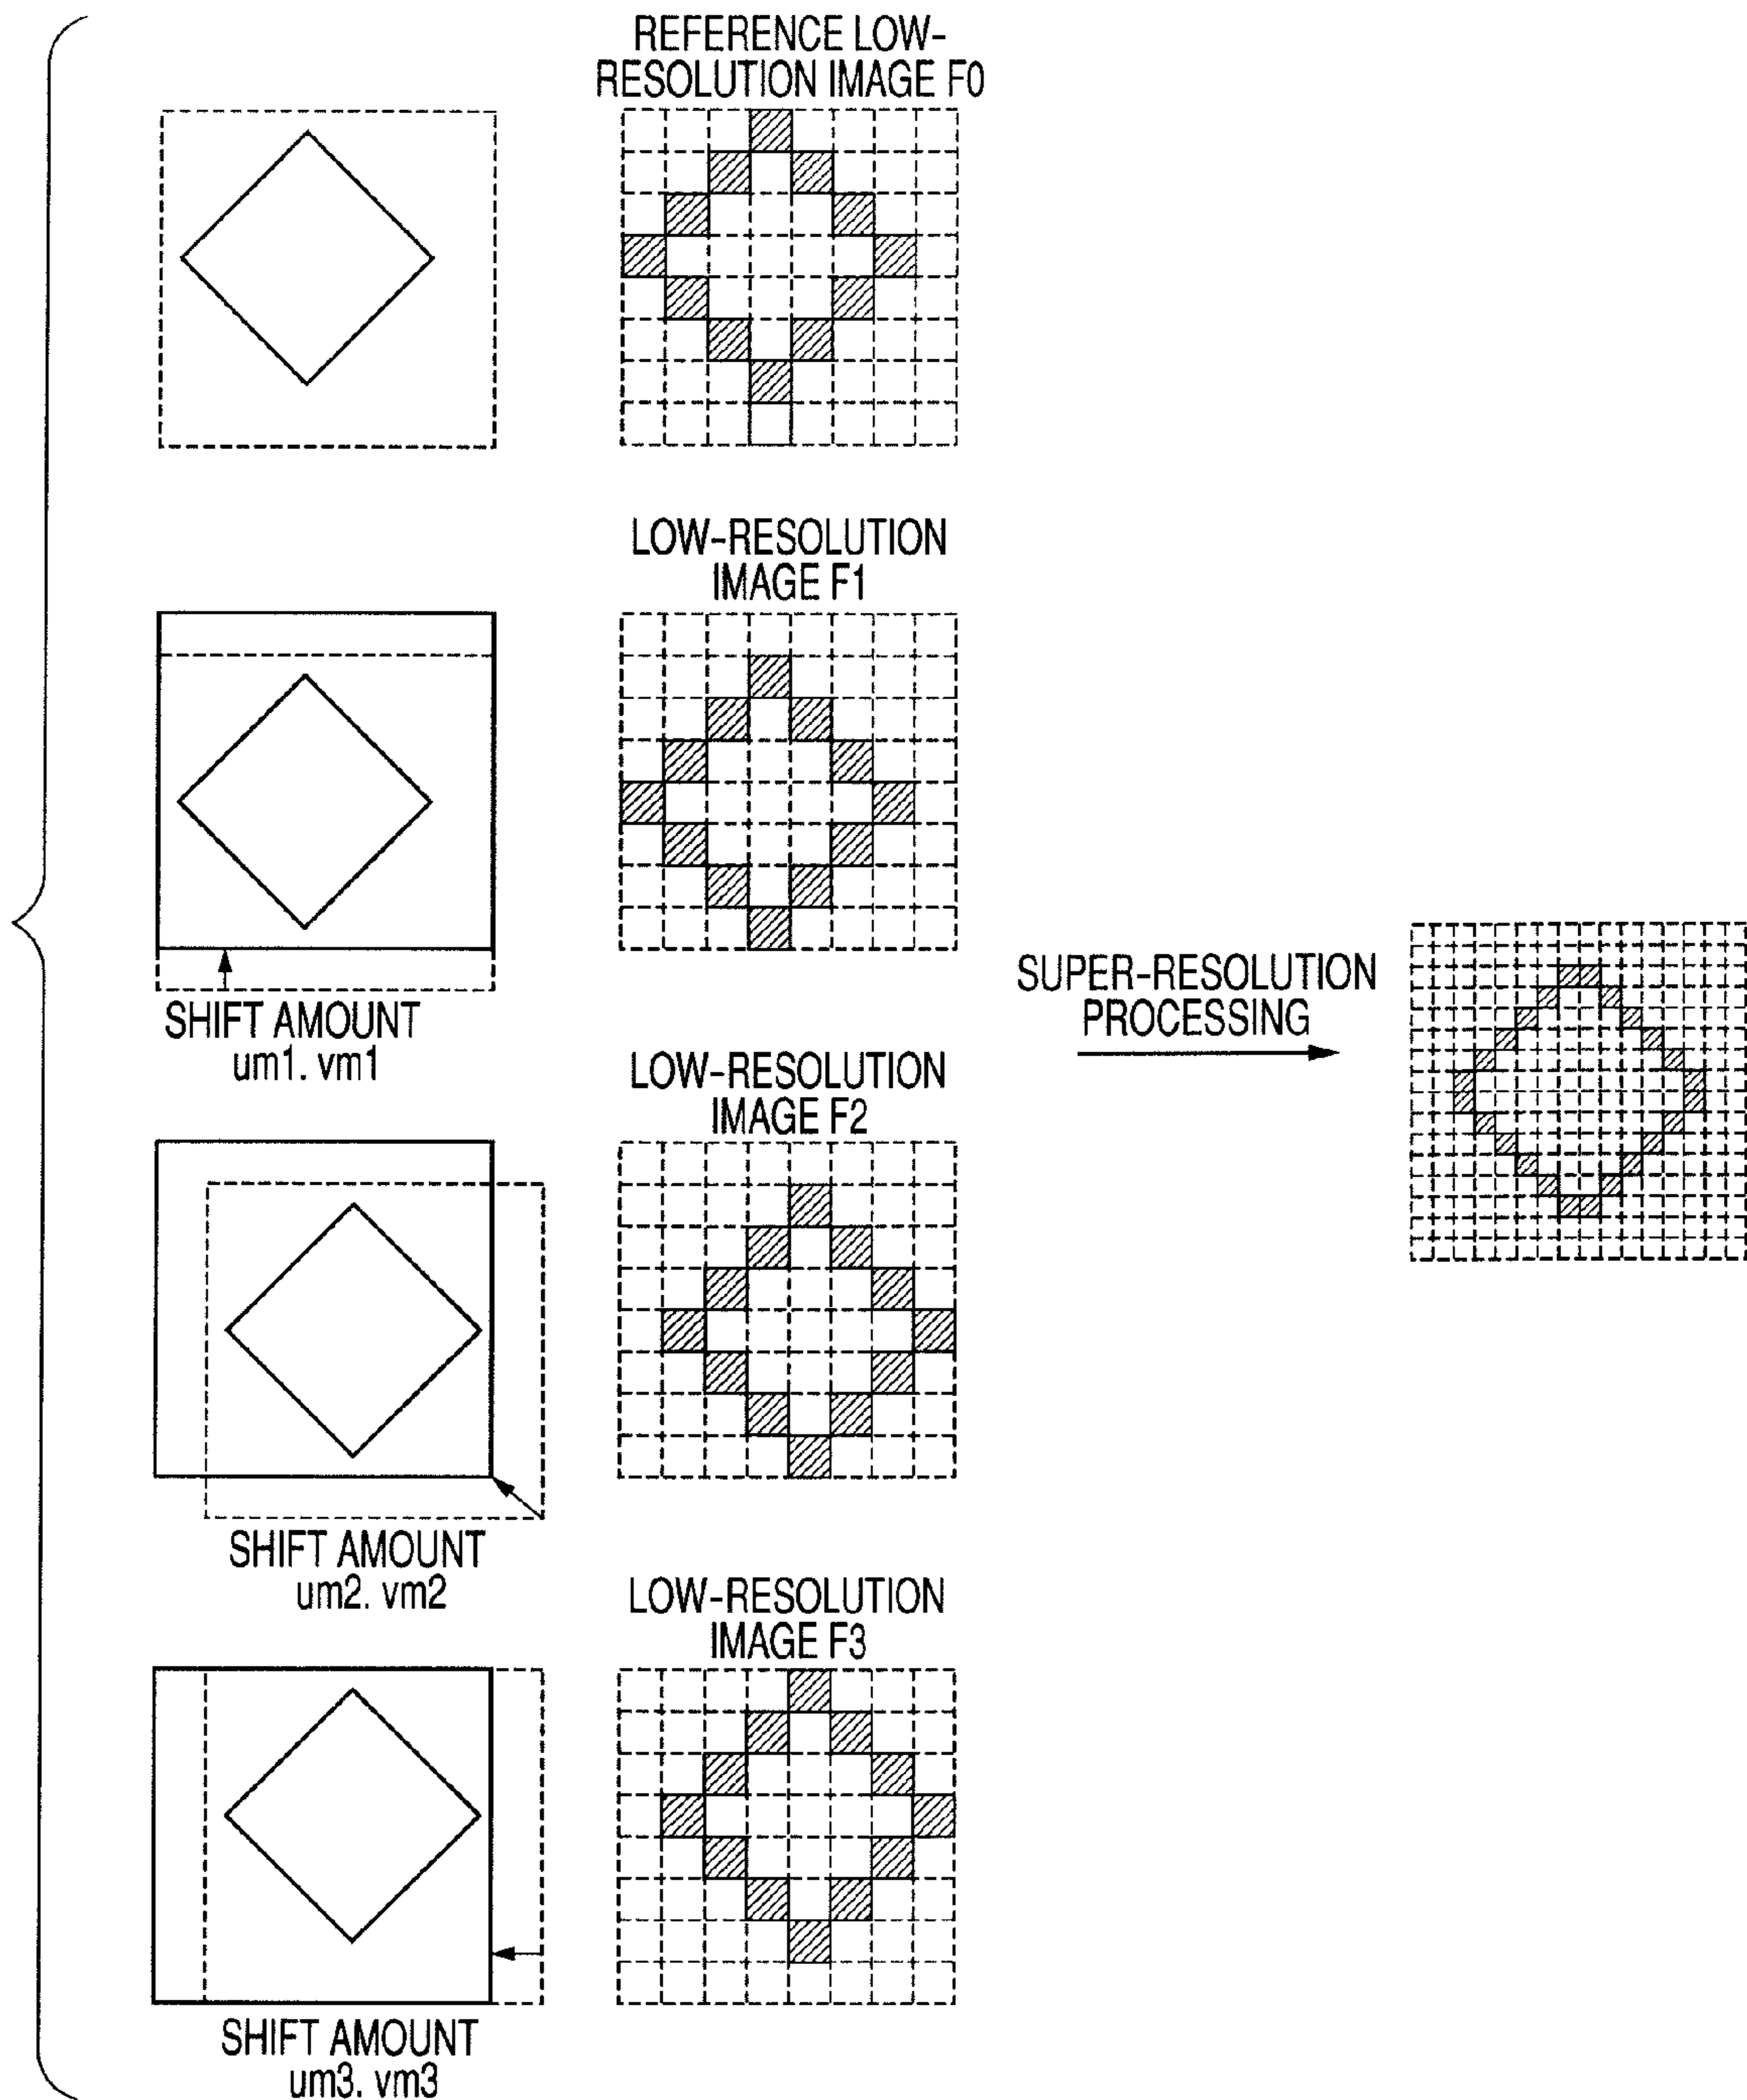 REFERENCE LOW-
RESOLUTION IMAGE F0
LOW-RESOLUTION
IMAGE F1
SHIFT AMOUNT
um1. vm1
SUPER-RESOLUTION
PROCESSING
LOW-RESOLUTION
IMAGE F2
SHIFT AMOUNT
um2. vm2
LOW-RESOLUTION
IMAGE F3
SHIFT AMOUNT
um3. vm3